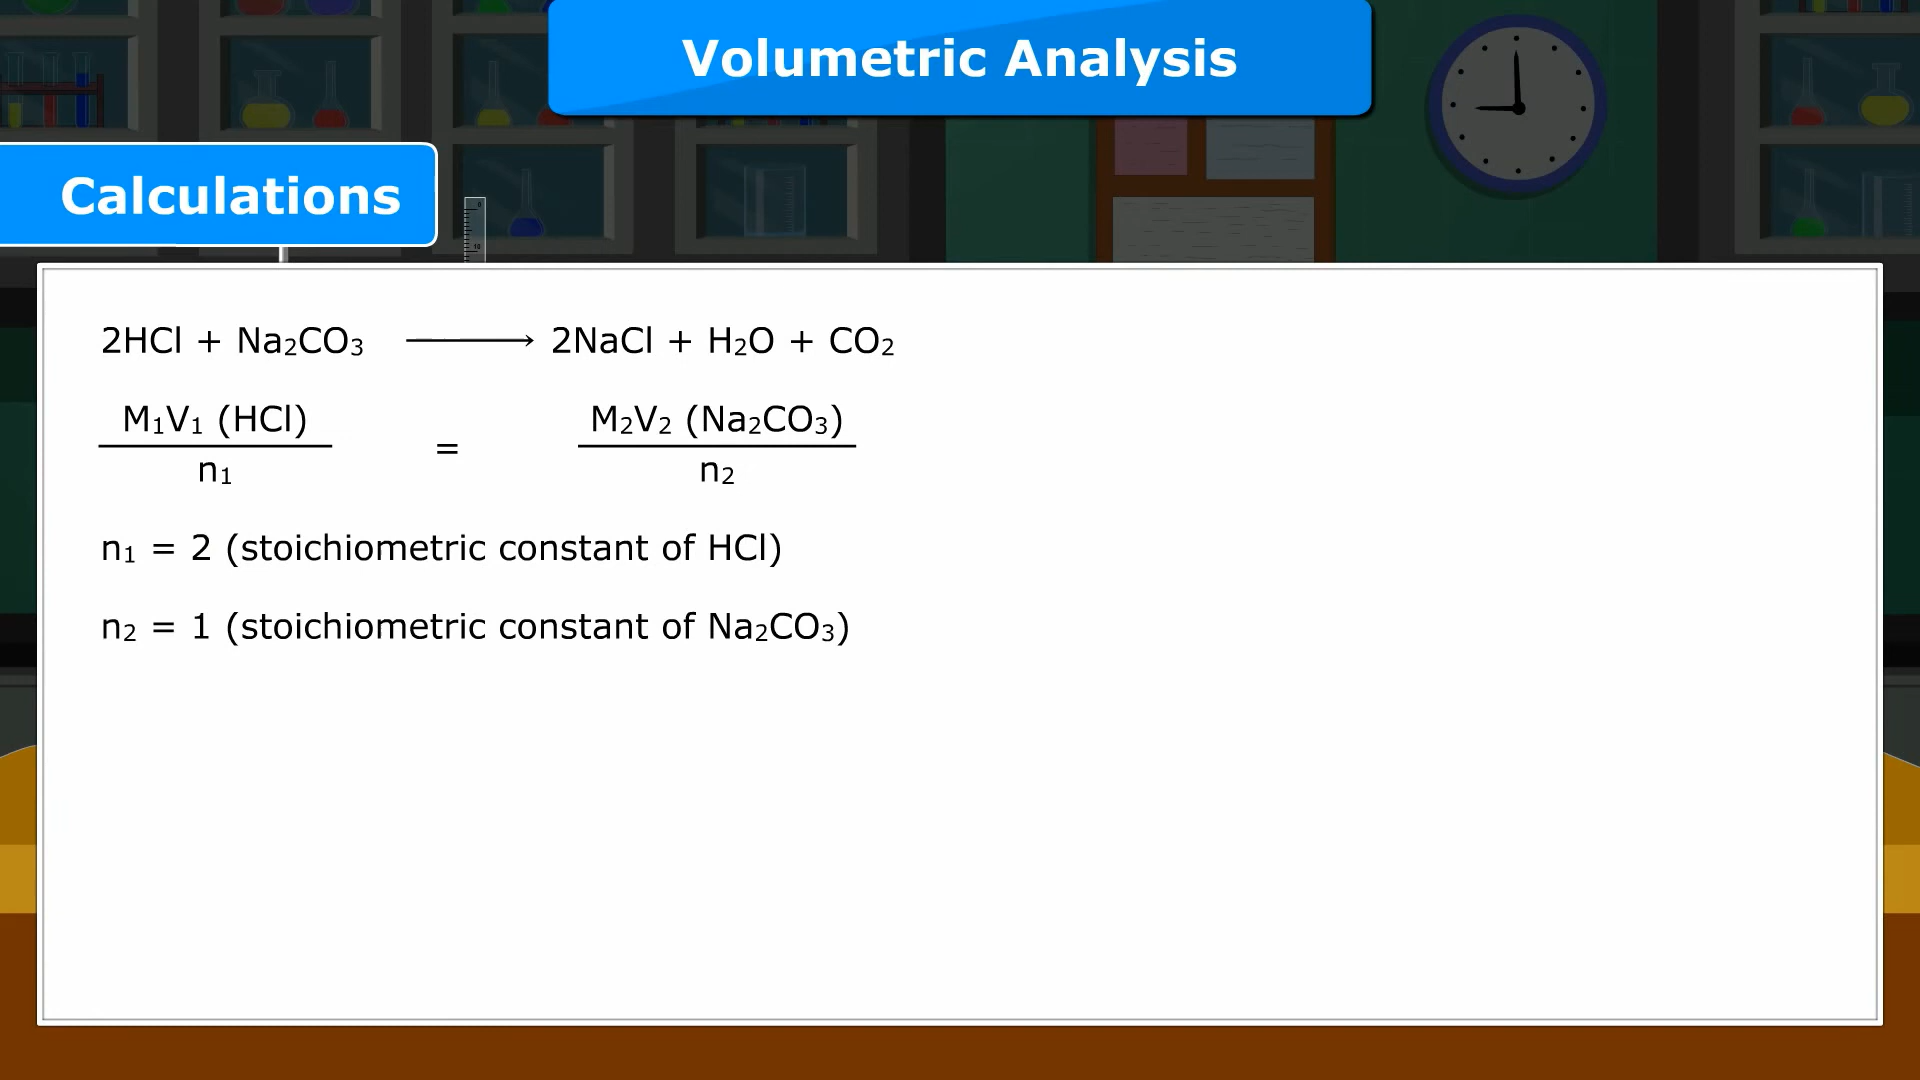 Volumetric Analysis
Calculations
2HCl + Na₂CO₃ ⟶ 2NaCl + H₂O + CO₂
M₁V₁ (HCl) / n₁ = M₂V₂ (Na₂CO₃) / n₂
n₁ = 2 (stoichiometric constant of HCl)
n₂ = 1 (stoichiometric constant of Na₂CO₃)